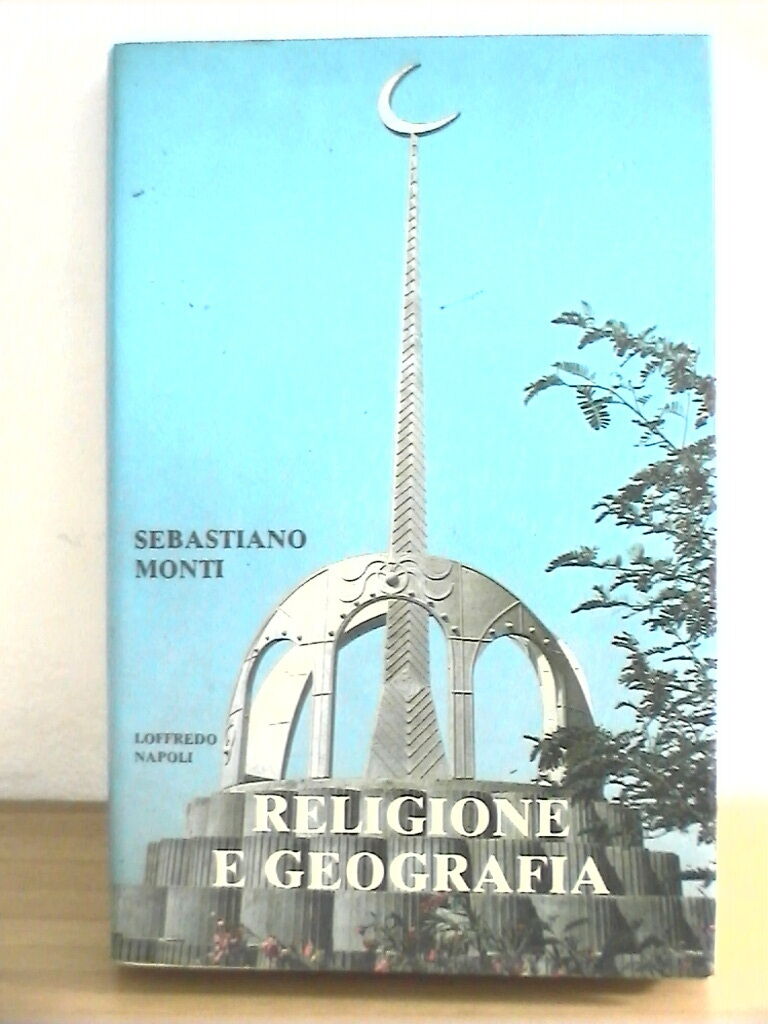 SEBASTIANO
MONTI
LOFFREDO
NAPOLI
RELIGIONE
E GEOGRAFIA